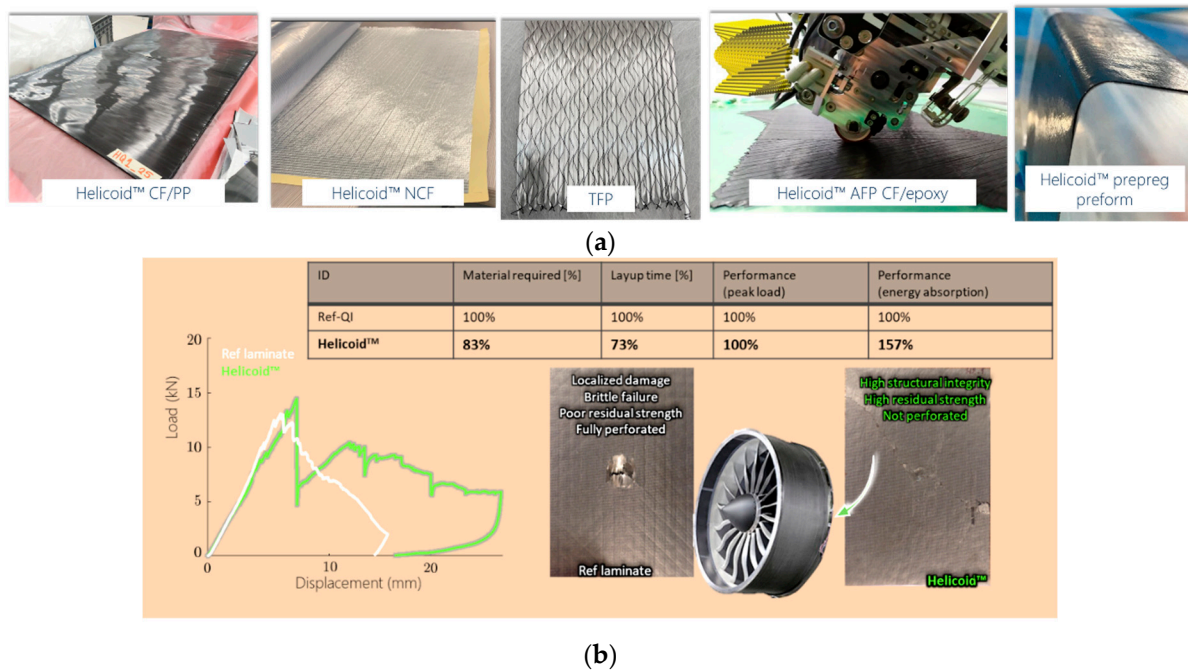 HQ1_25
Helicoid™ CF/PP
Helicoid™ NCF
TFP
Helicoid™ AFP CF/epoxy
Helicoid™ prepreg
preform
(a)
ID
Material required [%]
Layup time [%]
Performance
(peak load)
Performance
(energy absorption)
Ref-QI
100%
100%
100%
100%
Helicoid™
83%
73%
100%
157%
20
15
10
5
0
Load (kN)
Ref laminate
Helicoid™
0
10
20
Displacement (mm)
Localized damage
Brittle failure
Poor residual strength
Fully perforated
Ref laminate
High structural integrity
High residual strength
Not perforated
Helicoid™
(b)